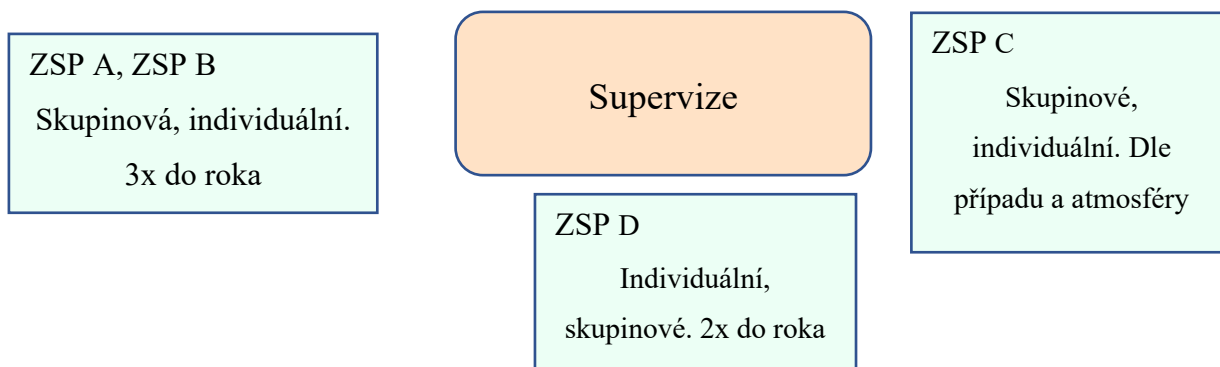 ZSP A, ZSP B
Skupinová, individuální.
3x do roka
Supervize
ZSP C
Skupinové,
individuální. Dle
případu a atmosféry
ZSP D
Individuální,
skupinové. 2x do roka